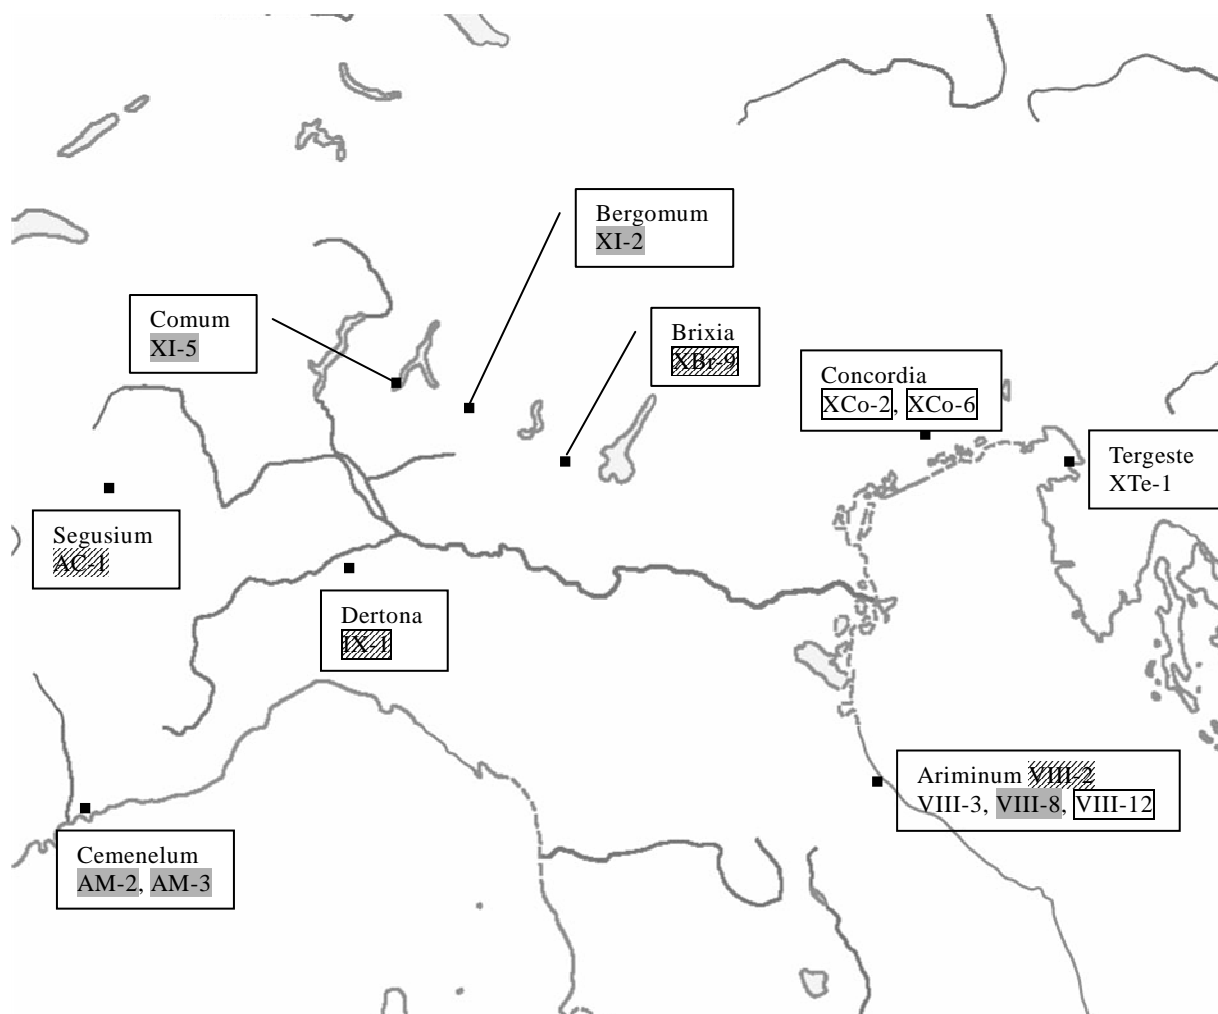 Bergomum
XI-2
Comum
XI-5
Brixia
XBr-9
Concordia
XCo-2, XCo-6
Tergeste
XTe-1
Segusium
AC-1
Dertona
IX-1
Ariminum VIII-2
VIII-3, VIII-8, VIII-12
Cemenelum
AM-2, AM-3